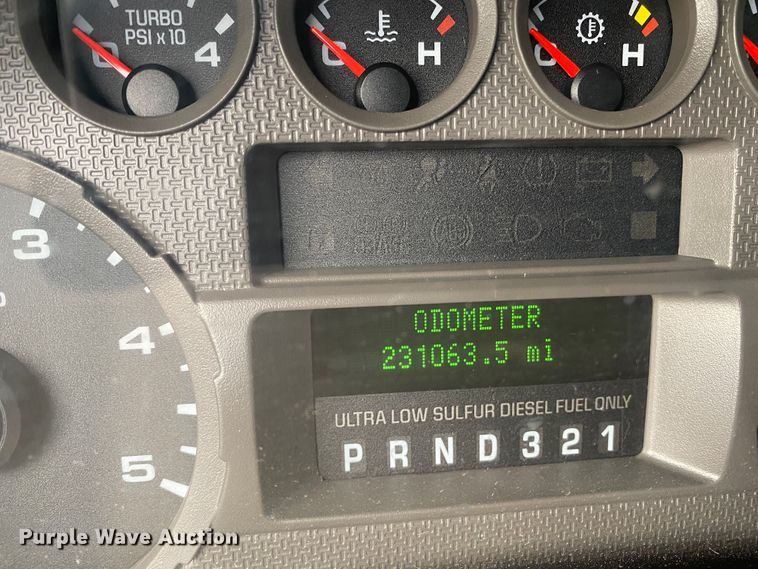 TURBO
PSI x 10
0 4
C H
C H
3
4
5
ODOMETER
231063.5 mi
ULTRA LOW SULFUR DIESEL FUEL ONLY
P R N D 3 2 1
Purple Wave Auction